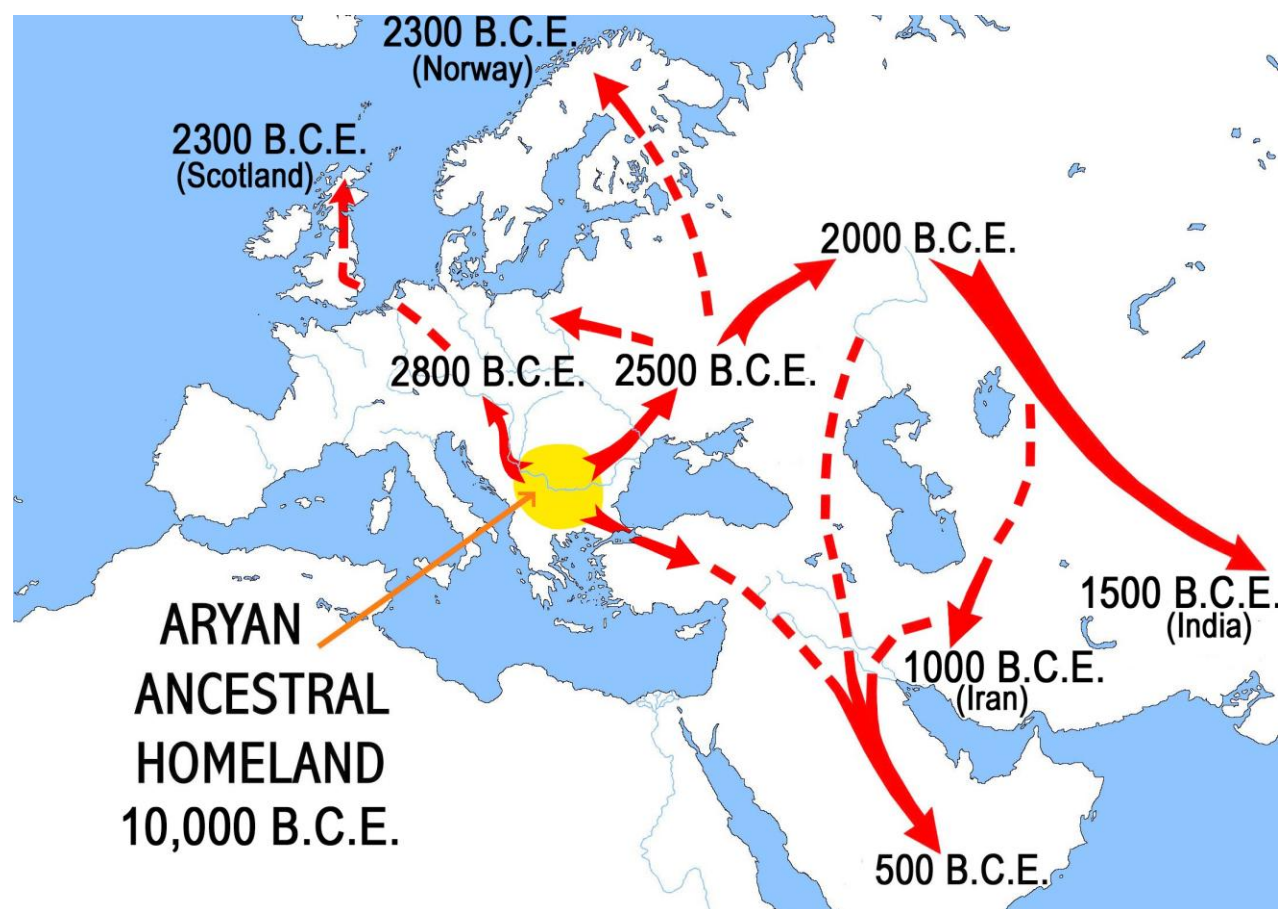 2300 B.C.E.
(Norway)
2300 B.C.E.
(Scotland)
2000 B.C.E.
2800 B.C.E.
2500 B.C.E.
ARYAN
ANCESTRAL
HOMELAND
10,000 B.C.E.
1500 B.C.E.
(India)
1000 B.C.E.
(Iran)
500 B.C.E.